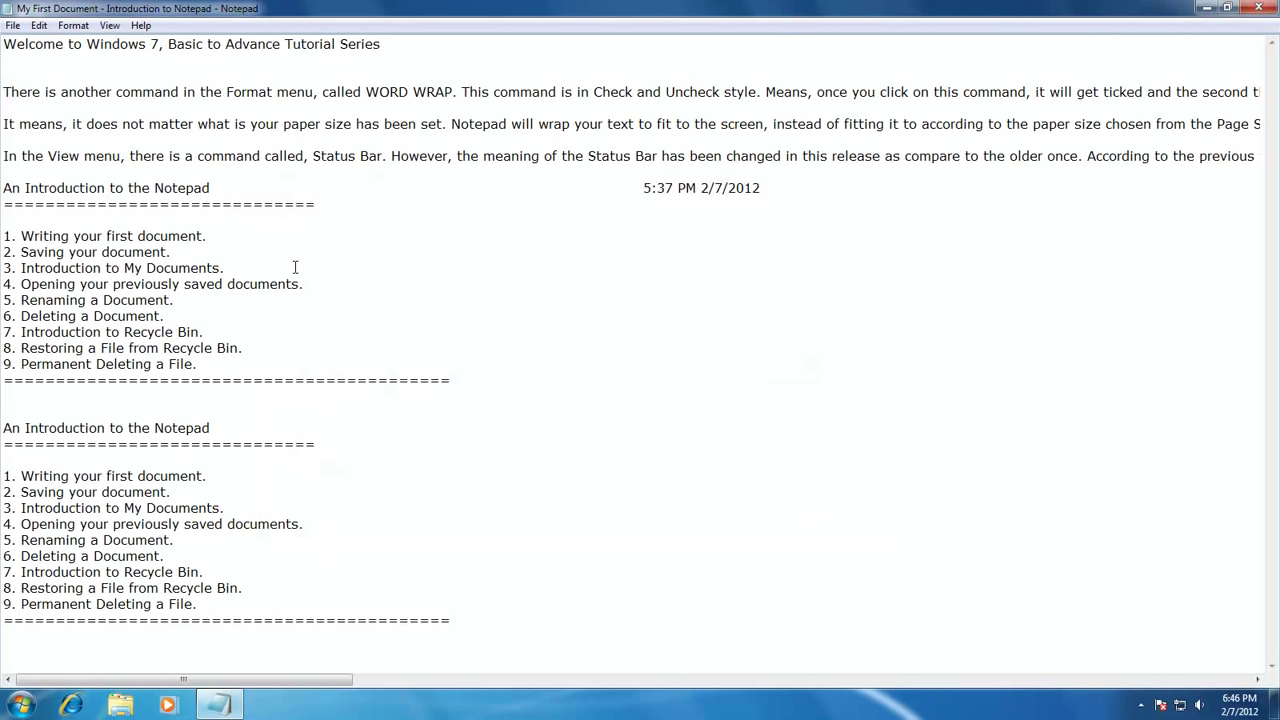 My First Document - Introduction to Notepad - Notepad
File Edit Format View Help
Welcome to Windows 7, Basic to Advance Tutorial Series
There is another command in the Format menu, called WORD WRAP. This command is in Check and Uncheck style. Means, once you click on this command, it will get ticked and the second
It means, it does not matter what is your paper size has been set. Notepad will wrap your text to fit to the screen, instead of fitting it to according to the paper size chosen from the Page
In the View menu, there is a command called, Status Bar. However, the meaning of the Status Bar has been changed in this release as compare to the older once. According to the previous
An Introduction to the Notepad 5:37 PM 2/7/2012
==============================
1. Writing your first document.
2. Saving your document.
3. Introduction to My Documents.
4. Opening your previously saved documents.
5. Renaming a Document.
6. Deleting a Document.
7. Introduction to Recycle Bin.
8. Restoring a File from Recycle Bin.
9. Permanent Deleting a File.
===========================================
An Introduction to the Notepad
==============================
1. Writing your first document.
2. Saving your document.
3. Introduction to My Documents.
4. Opening your previously saved documents.
5. Renaming a Document.
6. Deleting a Document.
7. Introduction to Recycle Bin.
8. Restoring a File from Recycle Bin.
9. Permanent Deleting a File.
===========================================
6:46 PM
2/7/2012